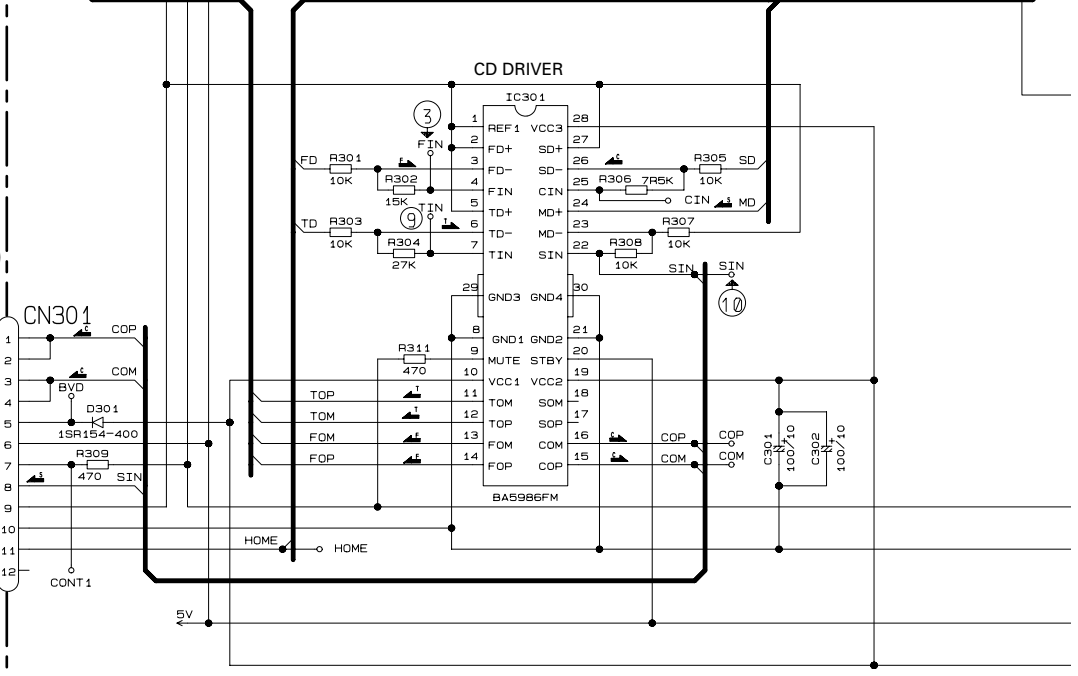 CD DRIVER
IC301
1 REF1 VCC3 28
2 FD+ SD+ 27
3 FD- SD- 26
4 FIN CIN 25
5 TD+ MD+ 24
6 TD- MD- 23
7 TIN SIN 22
29 GND3 GND4 30
8 GND1 GND2 21
9 MUTE STBY 20
10 VCC1 VCC2 19
11 TOM SOM 18
12 TOP SOP 17
13 FOM COM 16
14 FOP COP 15
BA5986FM
3
FIN
F
FD R301
10K
R302
15K
9 TIN
T
TD R303
10K
R304
27K
C
R305 SD
10K
R306 7R5K
CIN S MD
R307
10K
R308
10K
SIN SIN
10
CN301
1 C COP
2
3 C COM
4 BVD
5 D301
1SR154-400
6
7 R309
470
8 S SIN
9
10
11
12
CONT1
R311
470
TOP T
TOM T
FOM F
FOP F
HOME HOME
C COP COP
C COM COM
C301
100/10
+
C302
100/10
+
5V